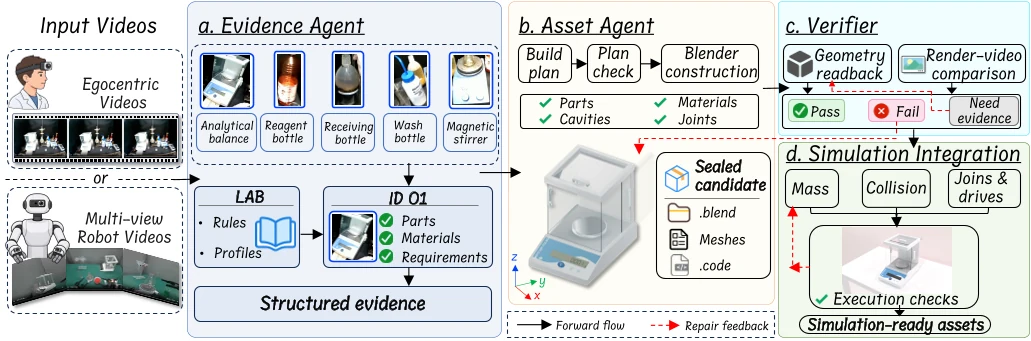 Input Videos
Egocentric
Videos
or
Multi-view
Robot Videos
a. Evidence Agent
Analytical
balance
Reagent
bottle
Receiving
bottle
Wash
bottle
Magnetic
stirrer
LAB
• Rules
• Profiles
ID 01
Parts
Materials
Requirements
Structured evidence
b. Asset Agent
Build
plan
Plan
check
Blender
construction
Parts
Materials
Cavities
Joints
Sealed
candidate
.blend
Meshes
.code
z
y
x
Forward flow
Repair feedback
c. Verifier
Geometry
readback
Render-video
comparison
Pass
Fail
Need
evidence
d. Simulation Integration
Mass
Collision
Joins &
drives
Execution checks
Simulation-ready assets